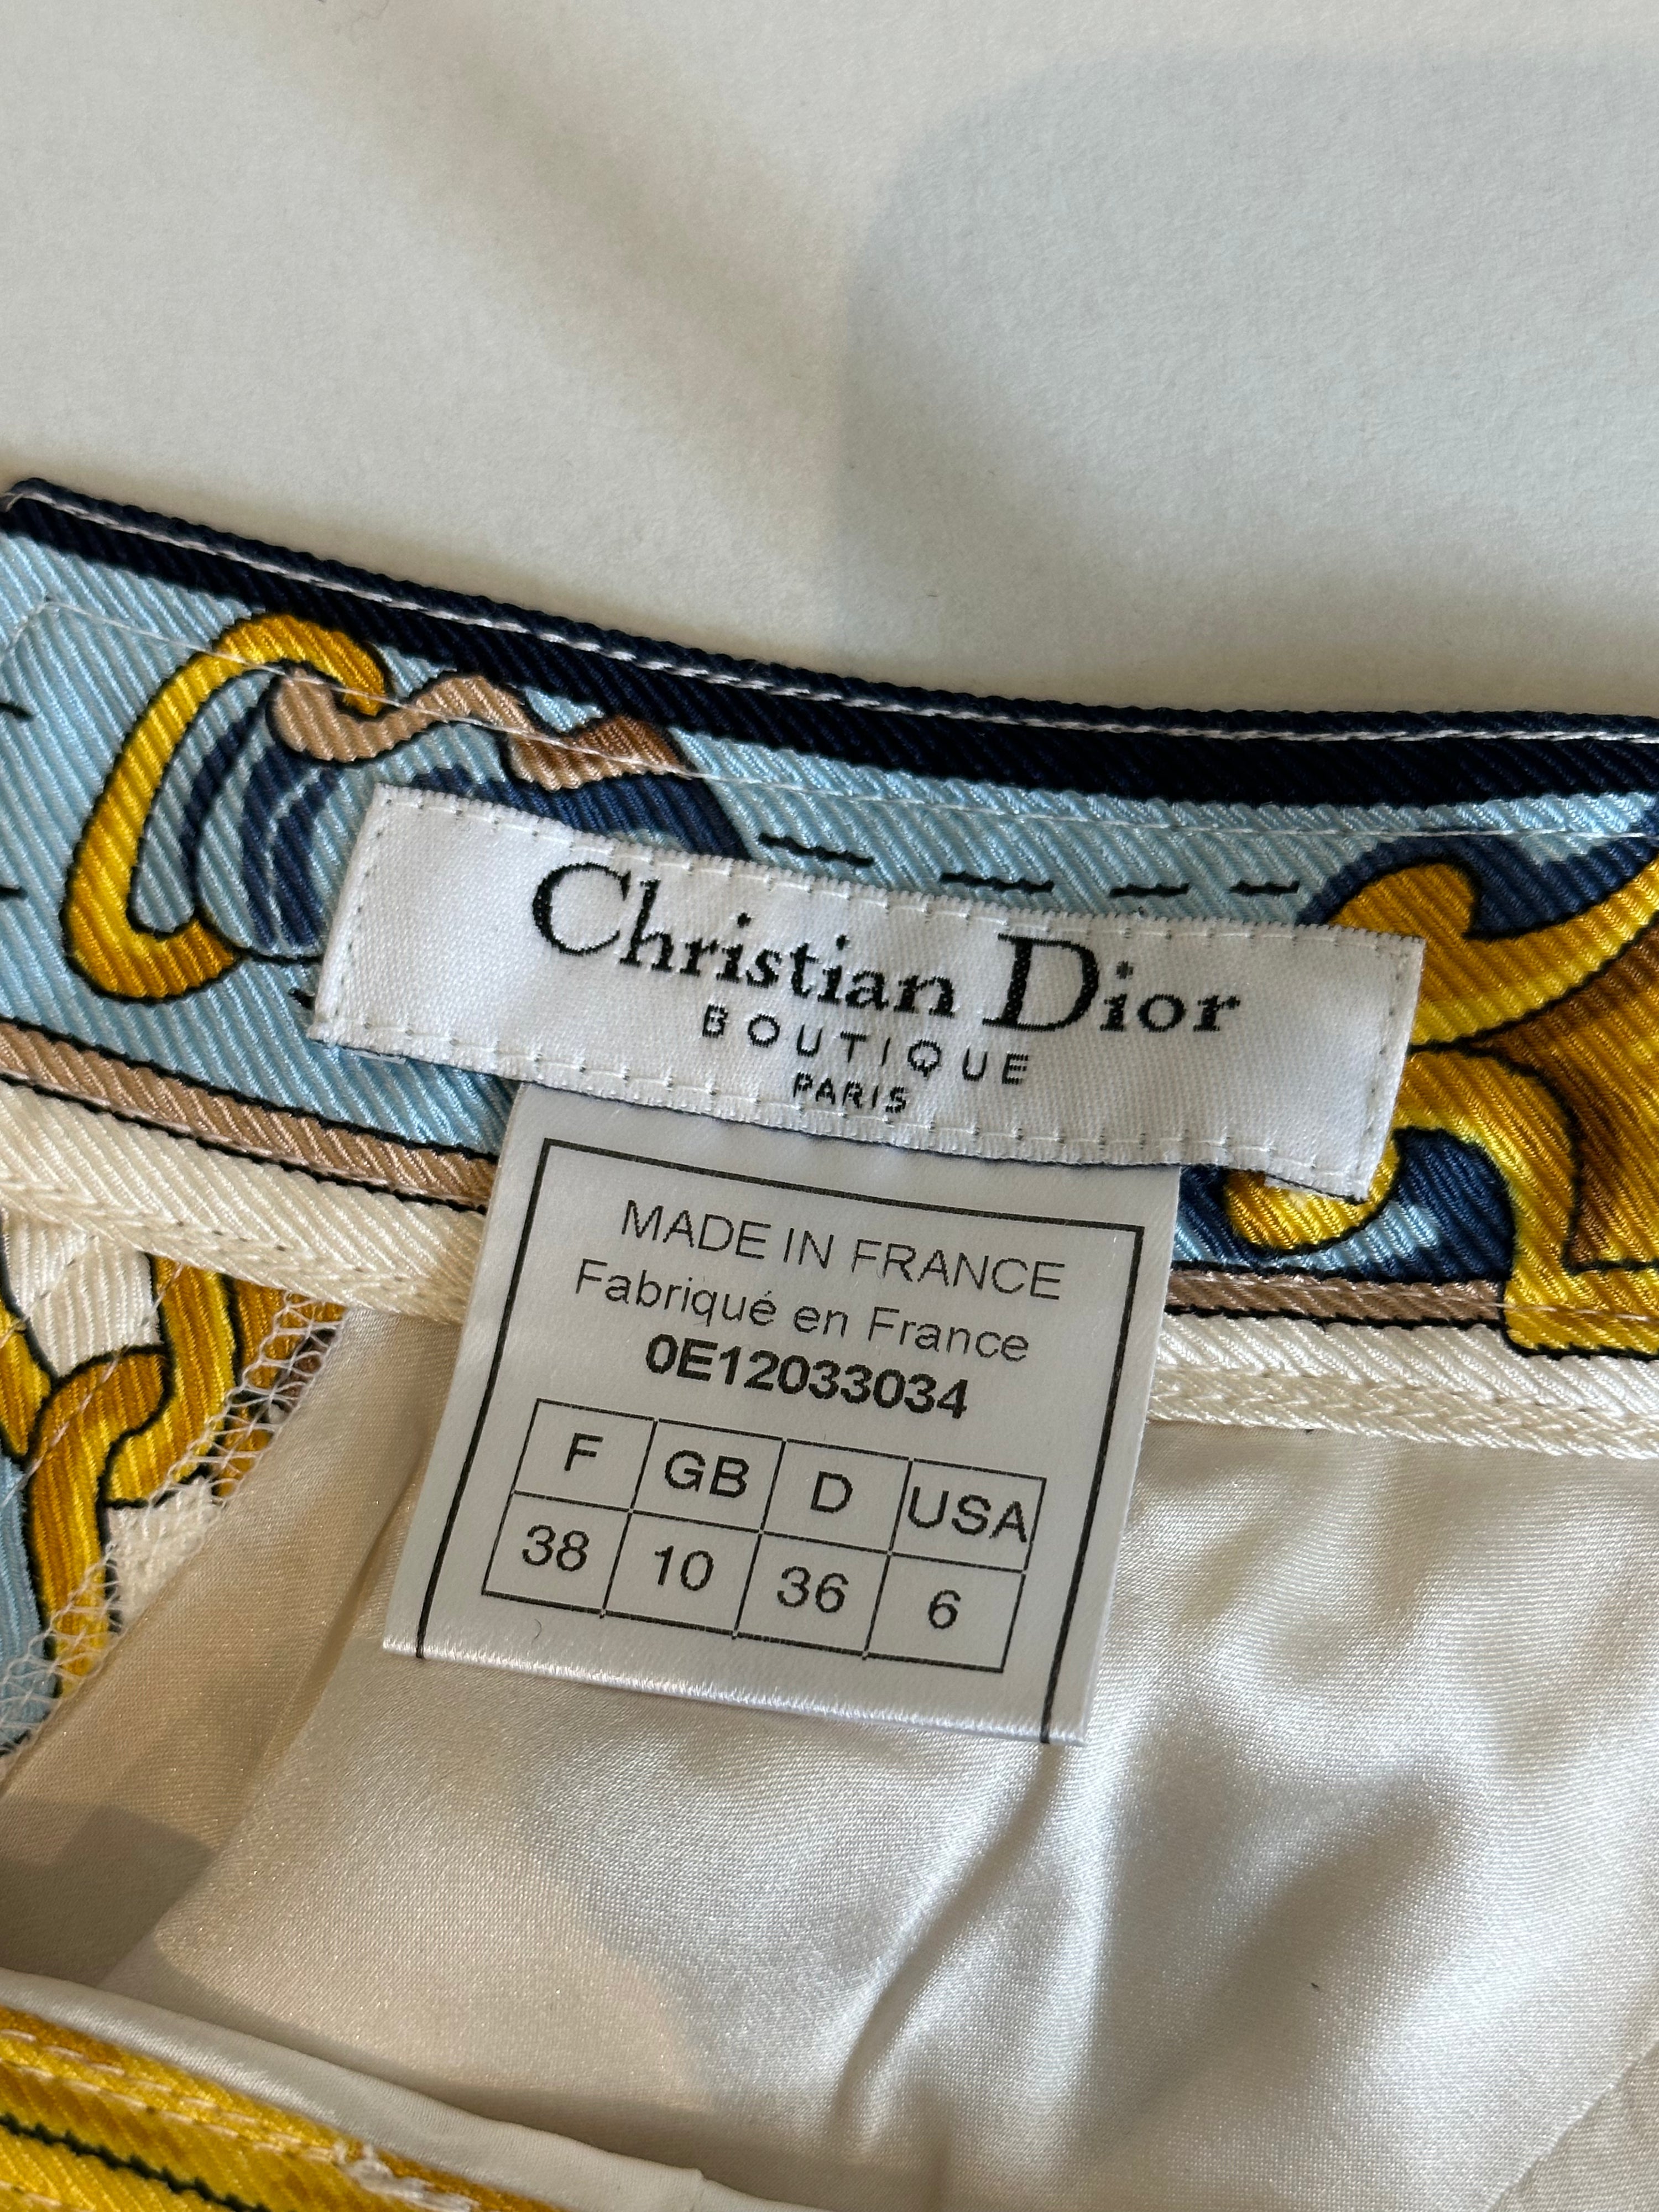 Christian Dior
BOUTIQUE
PARIS
MADE IN FRANCE
Fabriqué en France
0E12033034
F GB D USA
38 10 36 6